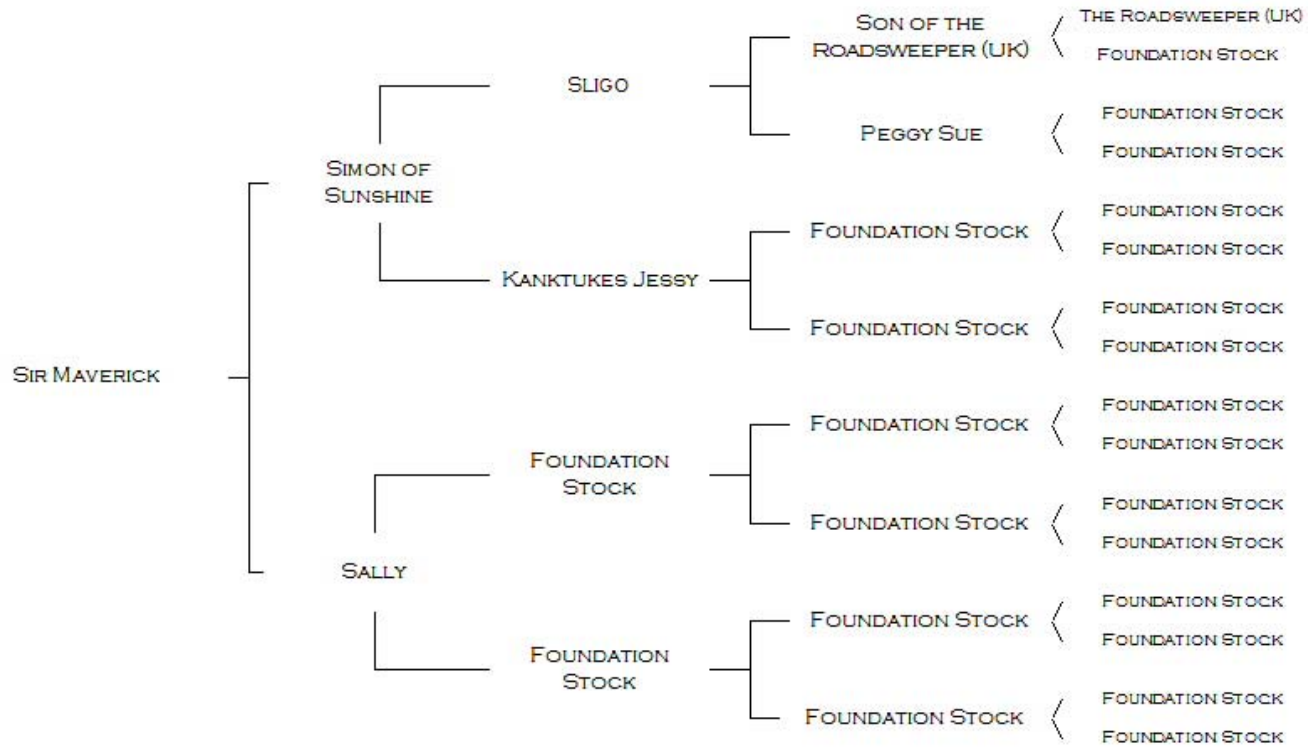 Son of the
Roadsweeper (UK)
The Roadsweeper (UK)
Foundation Stock
Sligo
Peggy Sue
Foundation Stock
Foundation Stock
Simon of
Sunshine
Foundation Stock
Foundation Stock
Foundation Stock
Kanktukes Jessy
Foundation Stock
Foundation Stock
Foundation Stock
Sir Maverick
Foundation Stock
Foundation Stock
Foundation Stock
Foundation
Stock
Foundation Stock
Foundation Stock
Foundation Stock
Sally
Foundation Stock
Foundation Stock
Foundation Stock
Foundation
Stock
Foundation Stock
Foundation Stock
Foundation Stock